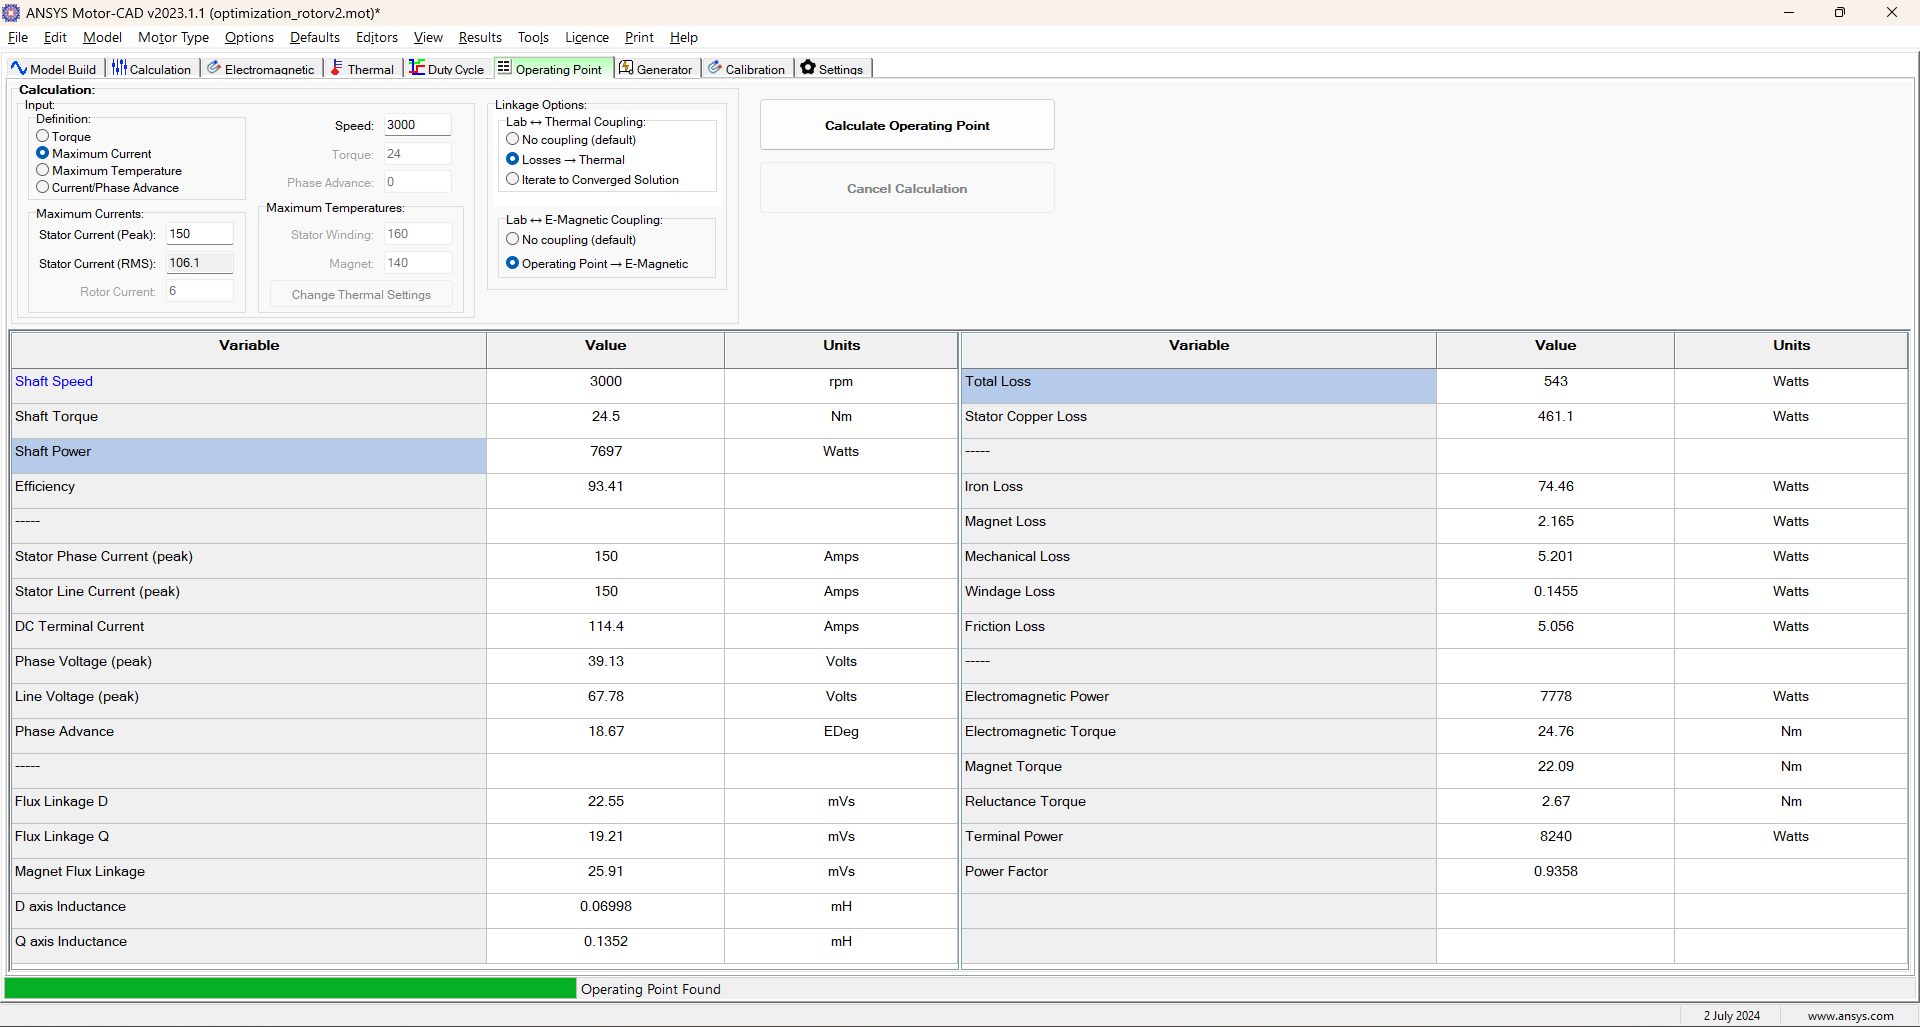 ANSYS Motor-CAD v2023.1.1 (optimization_rotorv2.mot)*
File Edit Model Motor Type Options Defaults Editors View Results Tools Licence Print Help
Model Build Calculation Electromagnetic Thermal Duty Cycle Operating Point Generator Calibration Settings
Calculation:
Input:
Definition:
Torque
Maximum Current
Maximum Temperature
Current/Phase Advance
Speed: 3000
Torque: 24
Phase Advance: 0
Maximum Currents:
Stator Current (Peak): 150
Stator Current (RMS): 106.1
Rotor Current: 6
Maximum Temperatures:
Stator Winding: 160
Magnet: 140
Change Thermal Settings
Linkage Options:
Lab ↔ Thermal Coupling:
No coupling (default)
Losses → Thermal
Iterate to Converged Solution
Lab ↔ E-Magnetic Coupling:
No coupling (default)
Operating Point → E-Magnetic
Calculate Operating Point
Cancel Calculation
Variable Value Units
Shaft Speed 3000 rpm
Shaft Torque 24.5 Nm
Shaft Power 7697 Watts
Efficiency 93.41
-----
Stator Phase Current (peak) 150 Amps
Stator Line Current (peak) 150 Amps
DC Terminal Current 114.4 Amps
Phase Voltage (peak) 39.13 Volts
Line Voltage (peak) 67.78 Volts
Phase Advance 18.67 EDeg
-----
Flux Linkage D 22.55 mVs
Flux Linkage Q 19.21 mVs
Magnet Flux Linkage 25.91 mVs
D axis Inductance 0.06998 mH
Q axis Inductance 0.1352 mH
Variable Value Units
Total Loss 543 Watts
Stator Copper Loss 461.1 Watts
-----
Iron Loss 74.46 Watts
Magnet Loss 2.165 Watts
Mechanical Loss 5.201 Watts
Windage Loss 0.1455 Watts
Friction Loss 5.056 Watts
-----
Electromagnetic Power 7778 Watts
Electromagnetic Torque 24.76 Nm
Magnet Torque 22.09 Nm
Reluctance Torque 2.67 Nm
Terminal Power 8240 Watts
Power Factor 0.9358
Operating Point Found
2 July 2024 www.ansys.com